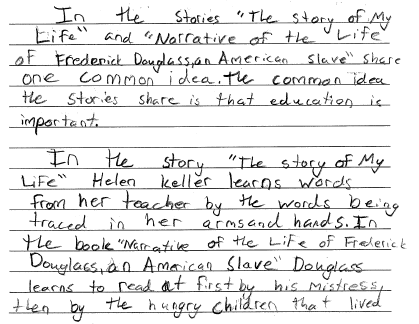 In the stories "The story of My
Life" and "Narrative of the Life
of Frederick Douglass, an American slave" share
one common idea. The common idea
the stories share is that education is
important.
In the story "The story of My
Life" Helen keller learns words
from her teacher by the words being
traced in her armsand hands. In
the book "Narrative of the Life of Frederick
Douglass, an American Slave" Douglass
learns to read at first by his mistress,
then by the hungry children that lived